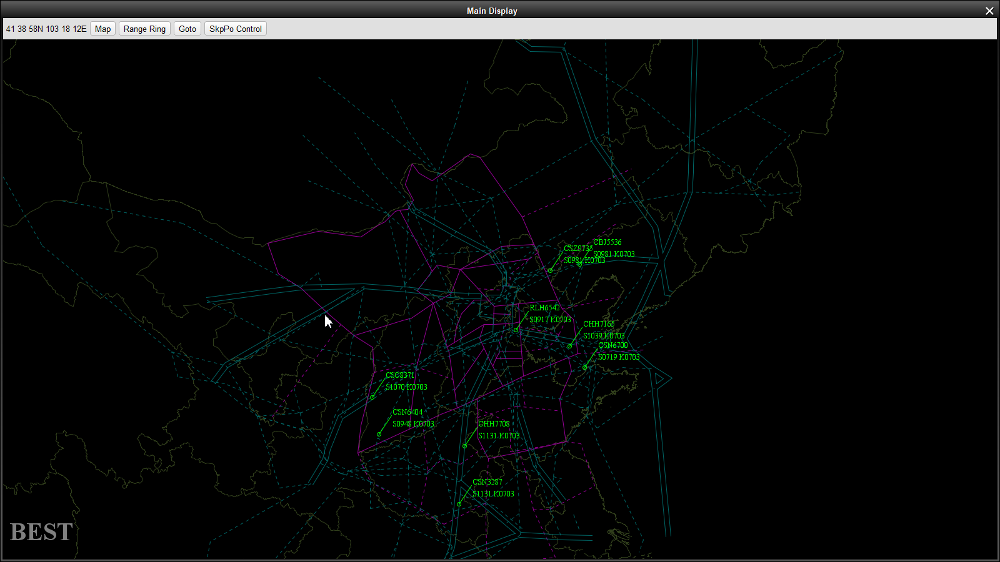 Main Display
41 38 58N 103 18 12E Map Range Ring Goto SkpPo Control
CBJ5536
S0981 K0703
CSZ9735
S0981 K0703
RLH6542
S0917 K0703
CHH7165
S1039 K0703
CSN6700
S0719 K0703
CSC8371
S1070 K0703
CSN6404
S0948 K0703
CHH7708
S1131 K0703
CSN3287
S1131 K0703
BEST